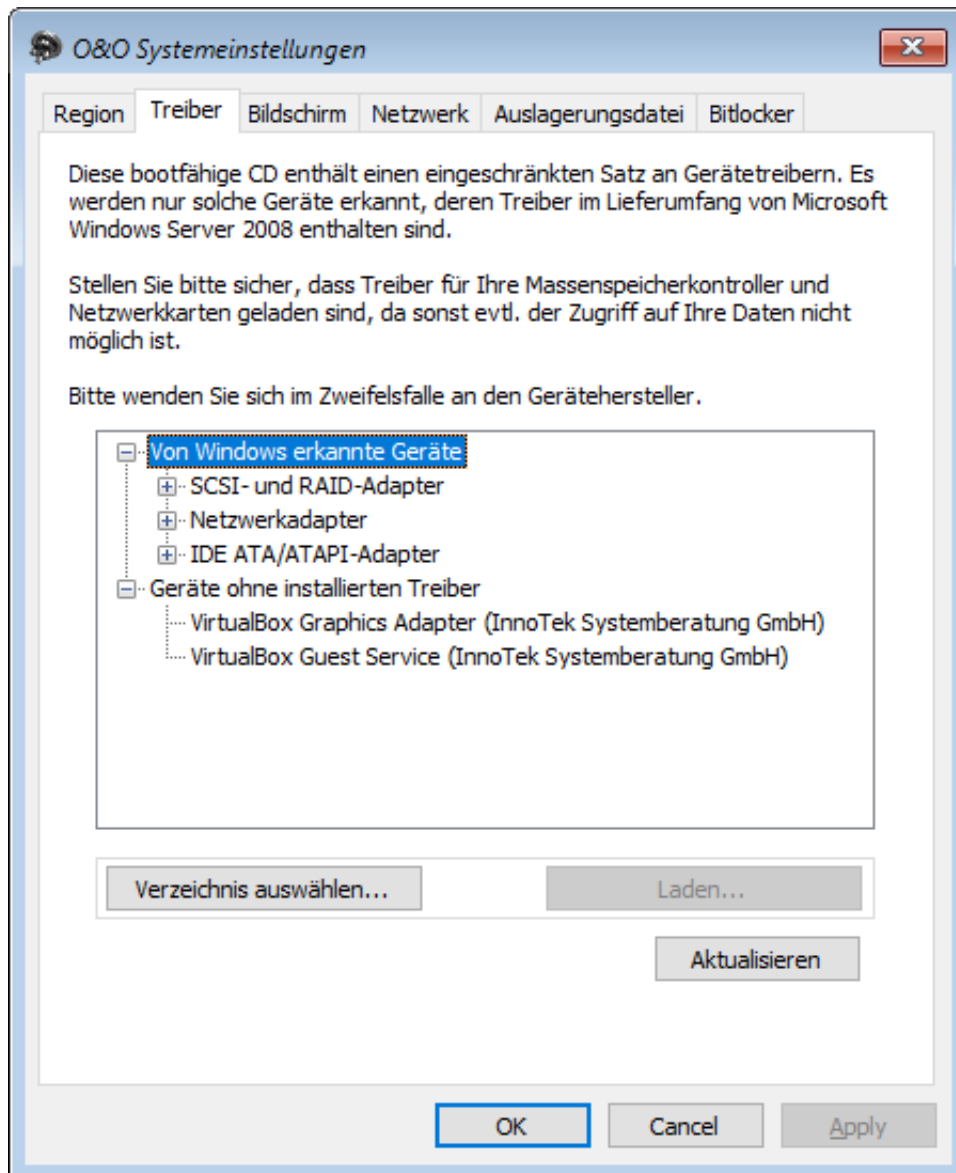 O&O Systemeinstellungen
Region Treiber Bildschirm Netzwerk Auslagerungsdatei Bitlocker
Diese bootfähige CD enthält einen eingeschränkten Satz an Gerätetreibern. Es
werden nur solche Geräte erkannt, deren Treiber im Lieferumfang von Microsoft
Windows Server 2008 enthalten sind.
Stellen Sie bitte sicher, dass Treiber für Ihre Massenspeicherkontroller und
Netzwerkkarten geladen sind, da sonst evtl. der Zugriff auf Ihre Daten nicht
möglich ist.
Bitte wenden Sie sich im Zweifelsfalle an den Gerätehersteller.
Von Windows erkannte Geräte
SCSI- und RAID-Adapter
Netzwerkadapter
IDE ATA/ATAPI-Adapter
Geräte ohne installierten Treiber
VirtualBox Graphics Adapter (InnoTek Systemberatung GmbH)
VirtualBox Guest Service (InnoTek Systemberatung GmbH)
Verzeichnis auswählen... Laden...
Aktualisieren
OK Cancel Apply